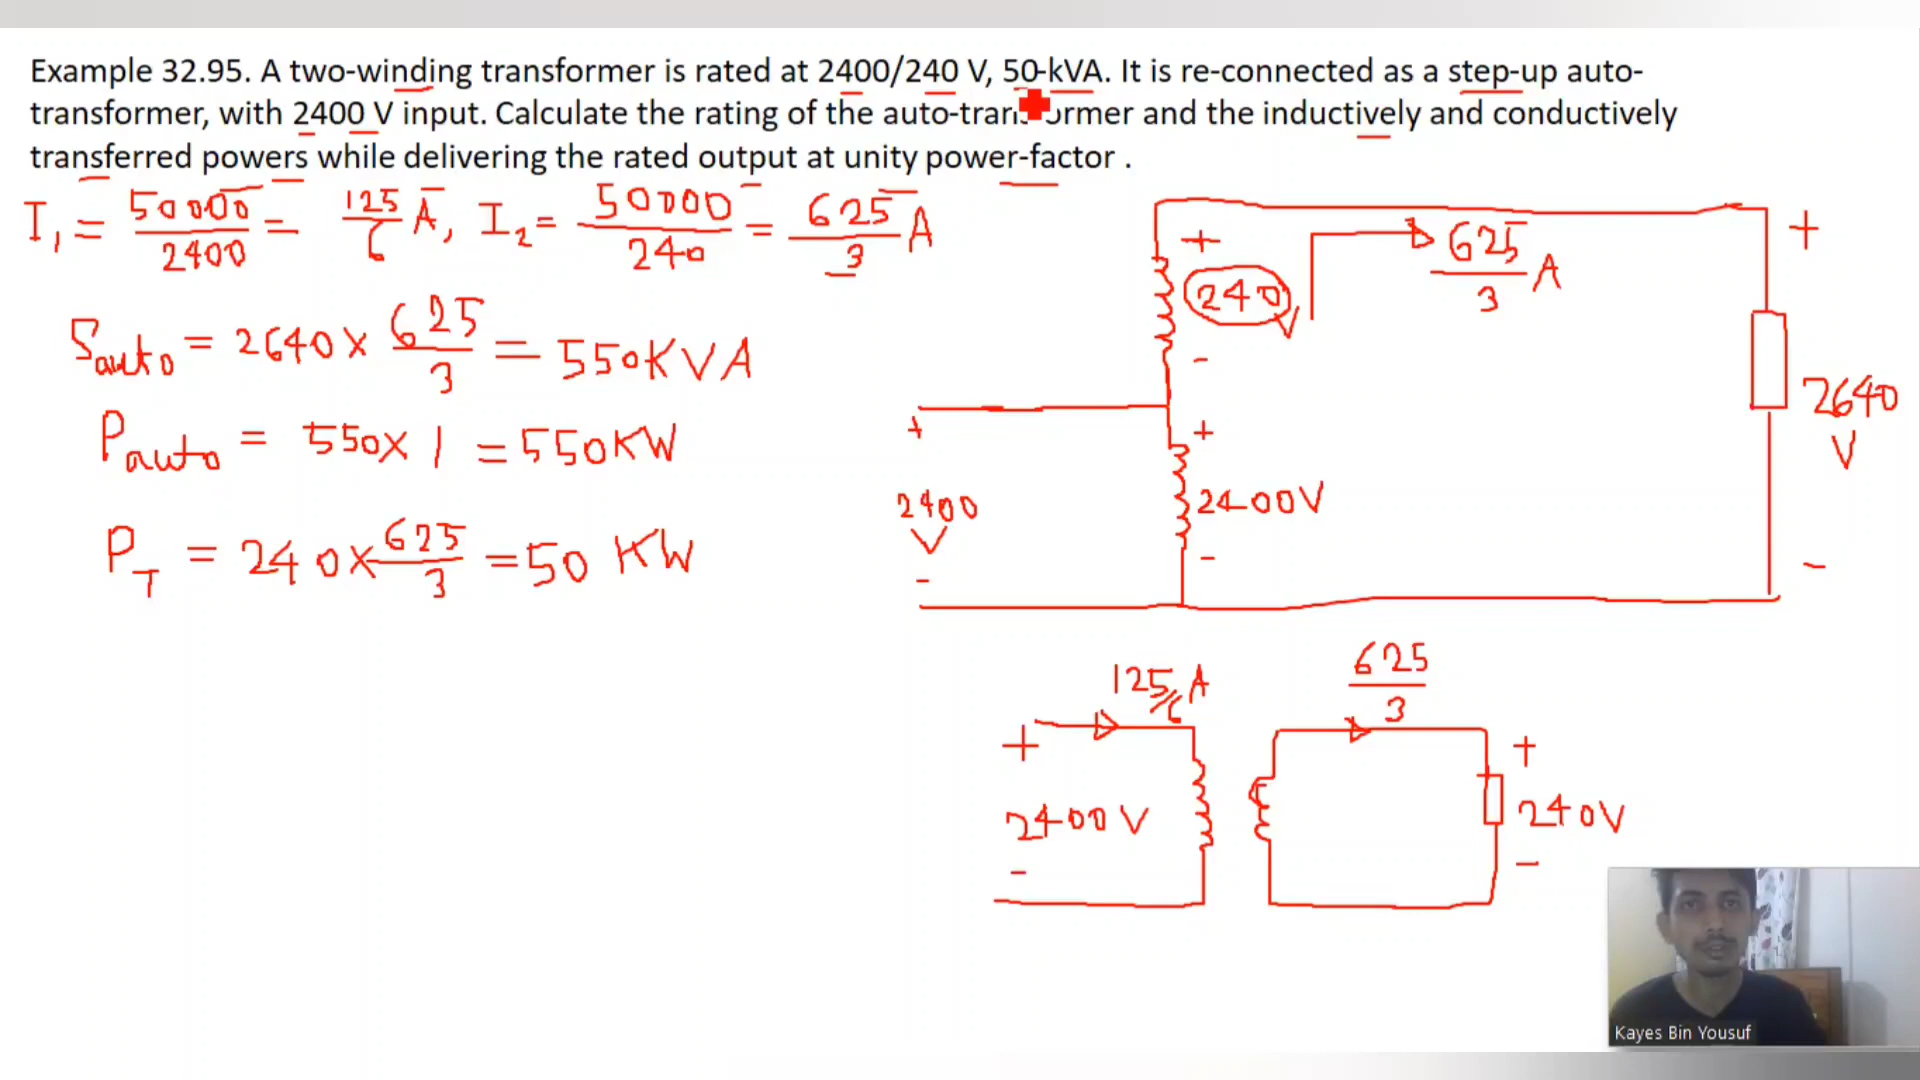 Example 32.95. A two-winding transformer is rated at 2400/240 V, 50-kVA. It is re-connected as a step-up auto-
transformer, with 2400 V input. Calculate the rating of the auto-transformer and the inductively and conductively
transferred powers while delivering the rated output at unity power-factor .
I₁ = 50000/2400 = 125/6 A, I₂ = 50000/240 = 625/3 A
S_auto = 2640 × 625/3 = 550KVA
P_auto = 550 × 1 = 550KW
P_T = 240 × 625/3 = 50 KW
+ 240 V -
625/3 A
+ 2640 V -
+ 2400 V -
+ 2400V -
125/6 A
+ 2400 V -
625/3
+ 240V -
Kayes Bin Yousuf